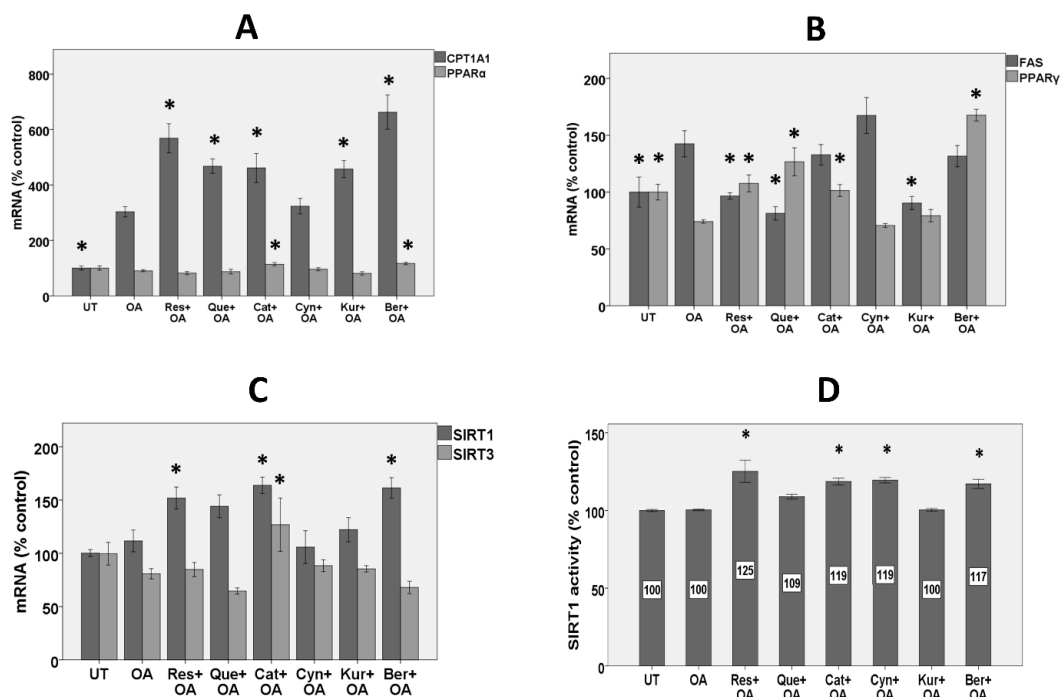 A
CPT1A1
PPARα
mRNA (% control)
800
600
400
200
0
* * * * * * * *
UT OA Res+ Que+ Cat+ Cyn+ Kur+ Ber+
OA OA OA OA OA OA
B
FAS
PPARγ
mRNA (% control)
200
150
100
50
0
* * * * * * * * *
UT OA Res+ Que+ Cat+ Cyn+ Kur+ Ber+
OA OA OA OA OA OA
C
SIRT1
SIRT3
mRNA (% control)
200
150
100
50
0
* * * *
UT OA Res+ Que+ Cat+ Cyn+ Kur+ Ber+
OA OA OA OA OA OA
D
SIRT1 activity (% control)
150
100
50
0
* * * *
100 100 125 109 119 119 100 117
UT OA Res+ Que+ Cat+ Cyn+ Kur+ Ber+
OA OA OA OA OA OA